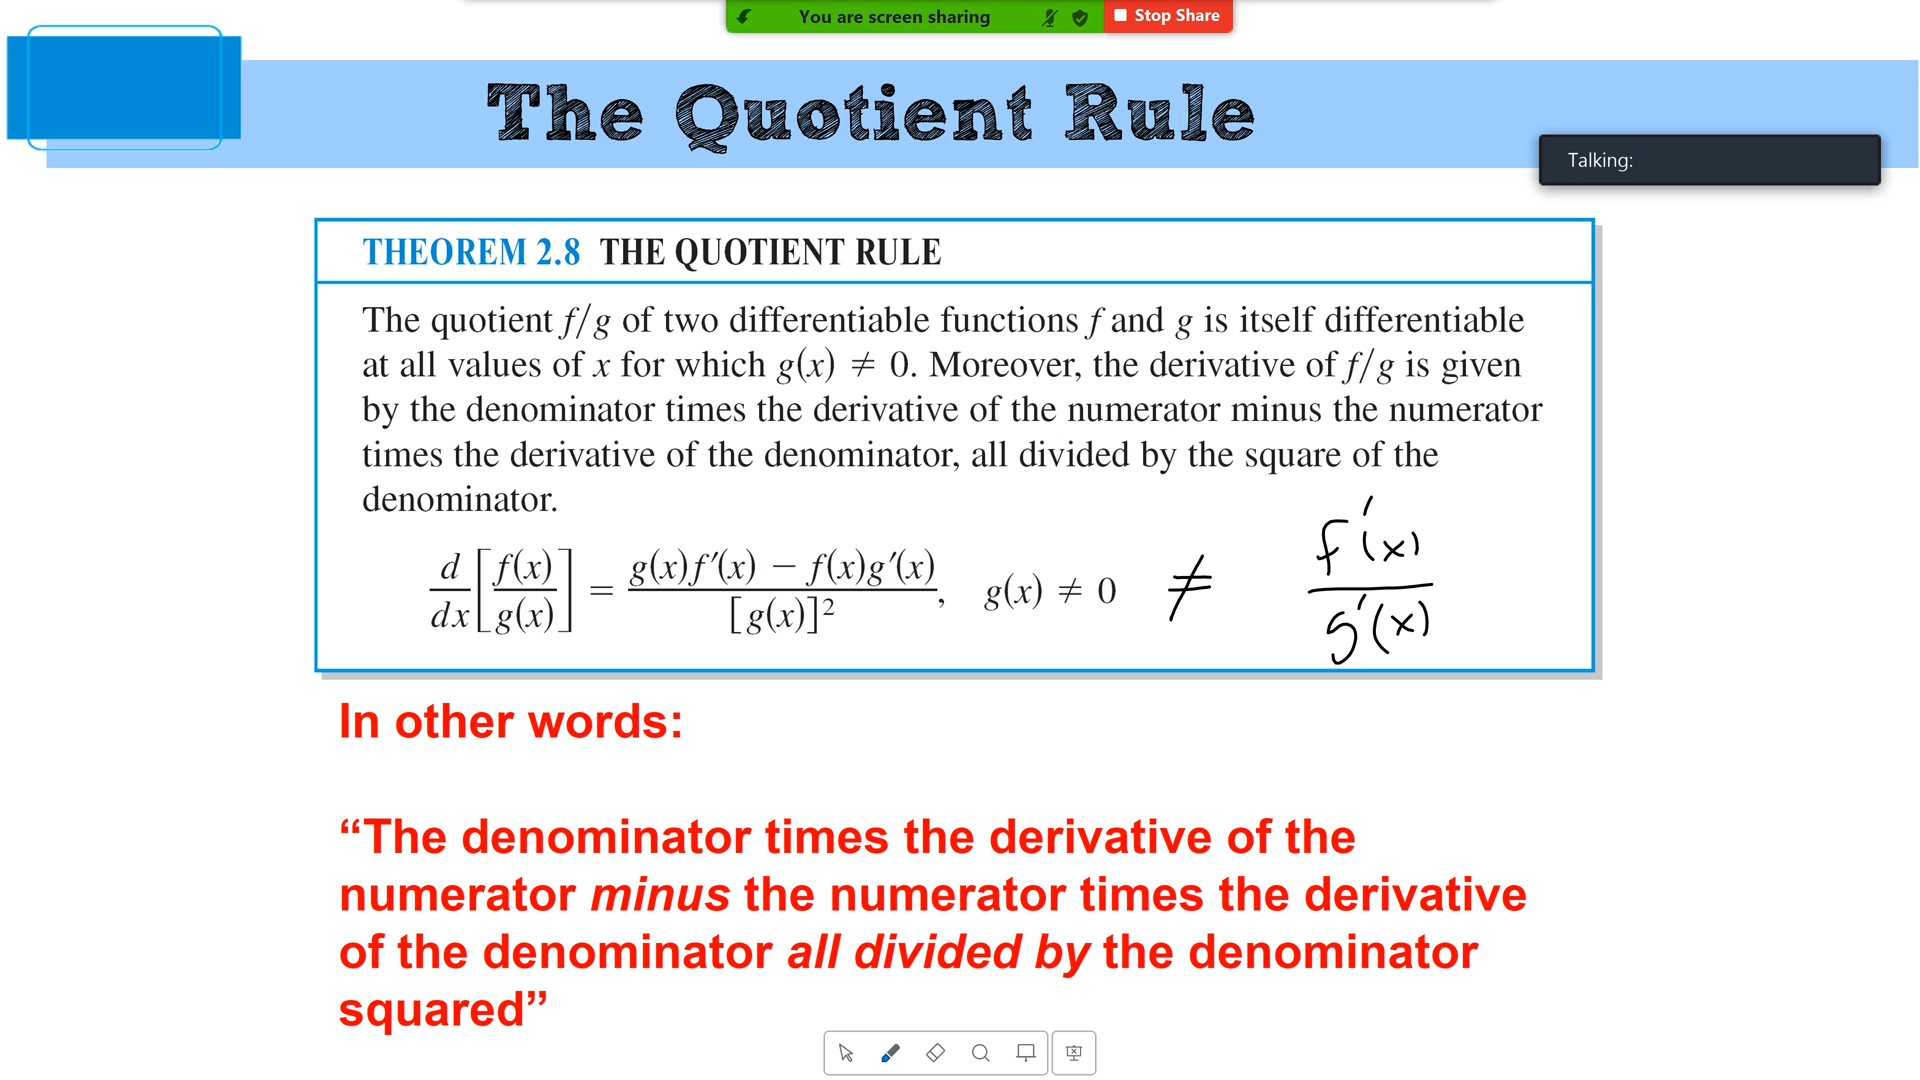 You are screen sharing
Stop Share
The Quotient Rule
Talking:
THEOREM 2.8 THE QUOTIENT RULE
The quotient f/g of two differentiable functions f and g is itself differentiable
at all values of x for which g(x) ≠ 0. Moreover, the derivative of f/g is given
by the denominator times the derivative of the numerator minus the numerator
times the derivative of the denominator, all divided by the square of the
denominator.
d/dx [f(x)/g(x)] = g(x)f′(x) − f(x)g′(x)/[g(x)]², g(x) ≠ 0 ≠ f'(x)/g'(x)
In other words:
“The denominator times the derivative of the
numerator minus the numerator times the derivative
of the denominator all divided by the denominator
squared”